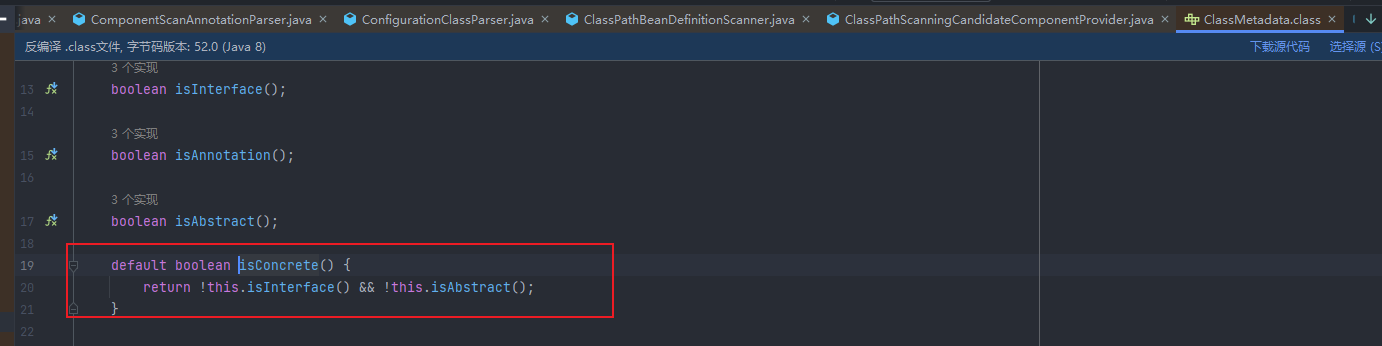 java × ComponentScanAnnotationParser.java × ConfigurationClassParser.java × ClassPathBeanDefinitionScanner.java × ClassPathScanningCandidateComponentProvider.java × ClassMetadata.class ×
反编译 .class文件, 字节码版本: 52.0 (Java 8) 下载源代码 选择源 (S
3 个实现
13 boolean isInterface();
14
3 个实现
15 boolean isAnnotation();
16
3 个实现
17 boolean isAbstract();
18
19 default boolean isConcrete() {
20 return !this.isInterface() && !this.isAbstract();
21 }
22